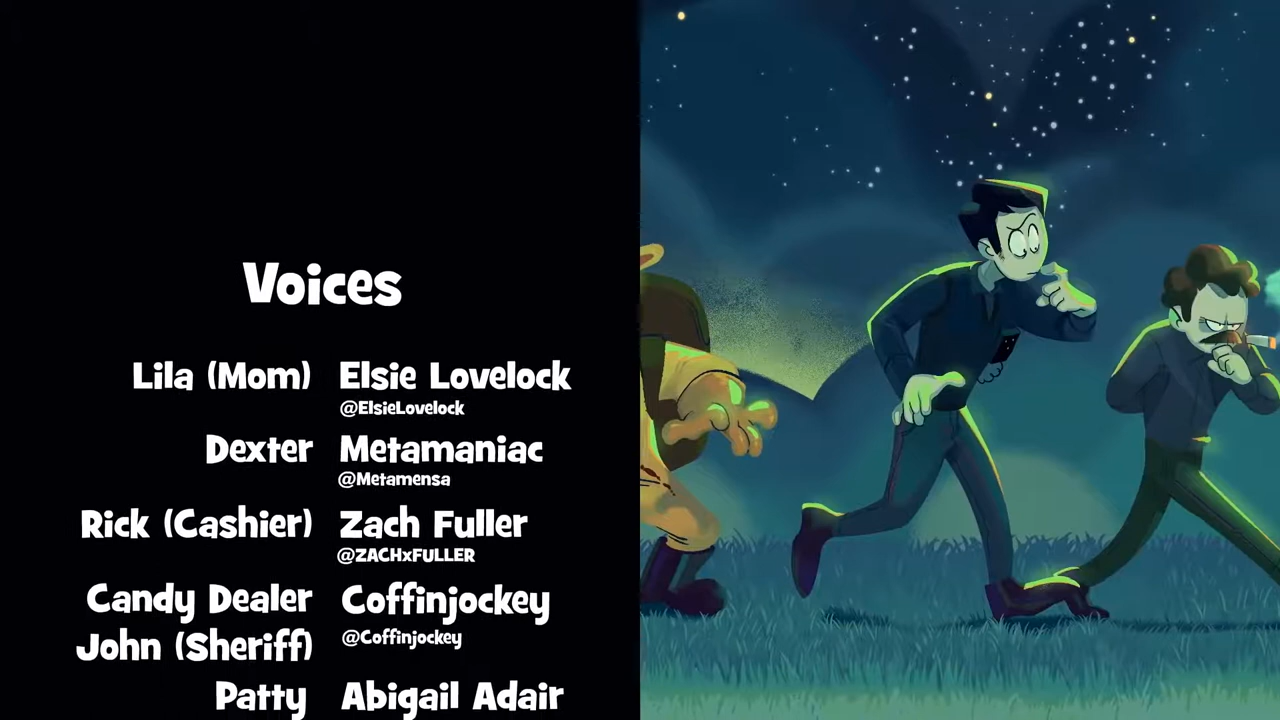 Voices
Lila (Mom) Elsie Lovelock
@ElsieLovelock
Dexter Metamaniac
@Metamensa
Rick (Cashier) Zach Fuller
@ZACHxFULLER
Candy Dealer Coffinjockey
John (Sheriff) @Coffinjockey
Patty Abigail Adair